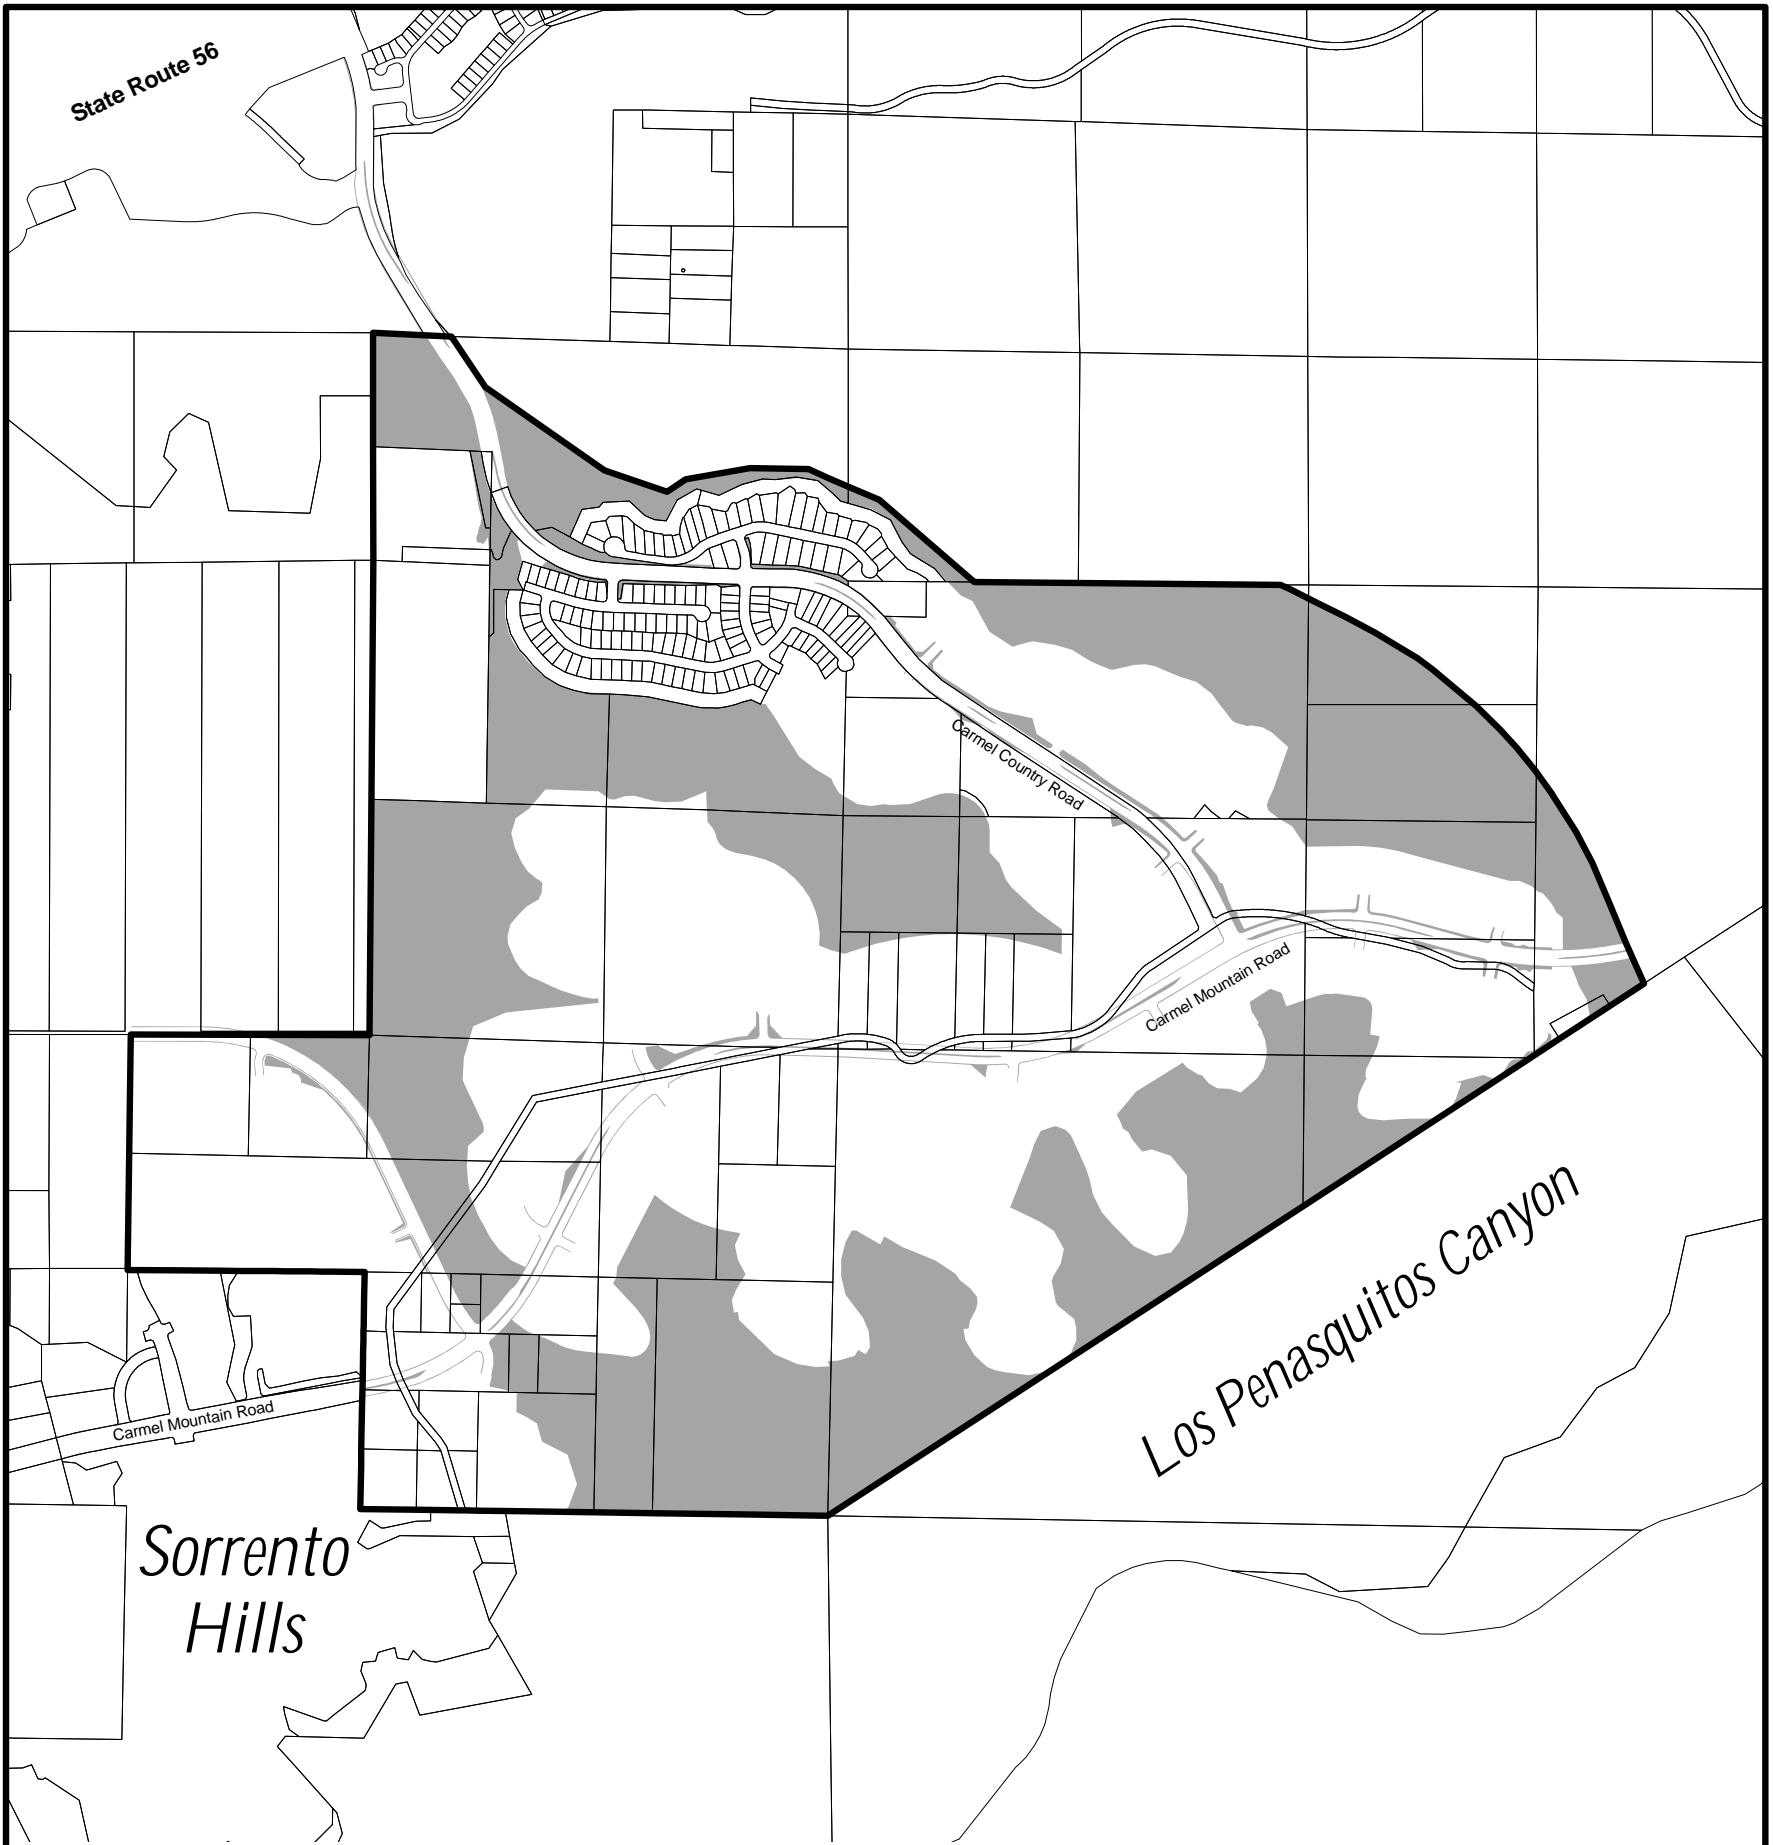 State Route 56
Carmel Country Road
Carmel Mountain Road
Los Penasquitos Canyon
Carmel Mountain Road
Sorrento
Hills